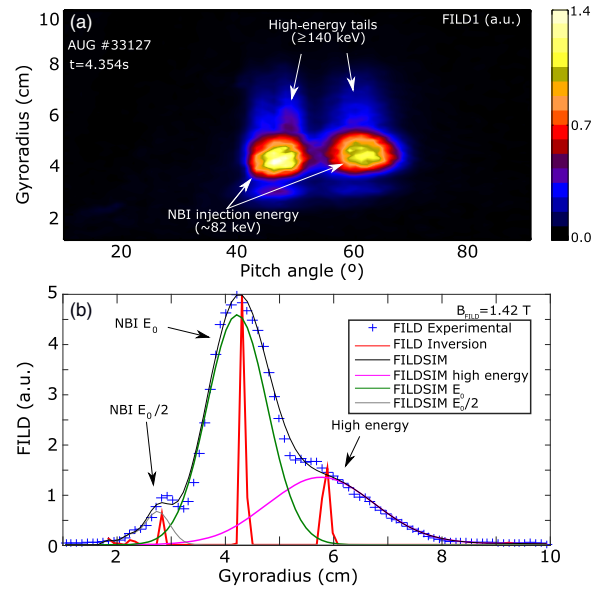 (a)
High-energy tails
(≥140 keV)
FILD1 (a.u.)
AUG #33127
t=4.354s
NBI injection energy
(~82 keV)
Gyroradius (cm)
10
8
6
4
2
20
40
60
80
Pitch angle (º)
1.4
0.7
0.0
(b)
B_FILD=1.42 T
NBI E₀
NBI E₀/2
High energy
FILD Experimental
FILD Inversion
FILDSIM
FILDSIM high energy
FILDSIM E₀
FILDSIM E₀/2
FILD (a.u.)
5
4
3
2
1
0
2
4
6
8
10
Gyroradius (cm)